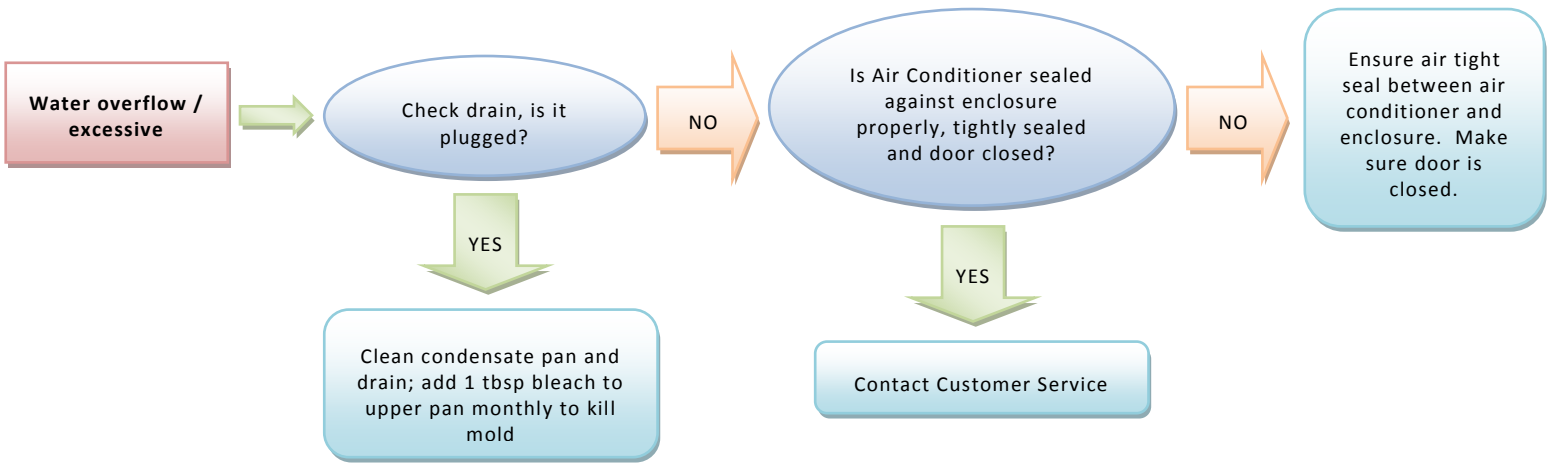 Water overflow /
excessive
Check drain, is it
plugged?
NO
Is Air Conditioner sealed
against enclosure
properly, tightly sealed
and door closed?
NO
Ensure air tight
seal between air
conditioner and
enclosure. Make
sure door is
closed.
YES
Clean condensate pan and
drain; add 1 tbsp bleach to
upper pan monthly to kill
mold
YES
Contact Customer Service